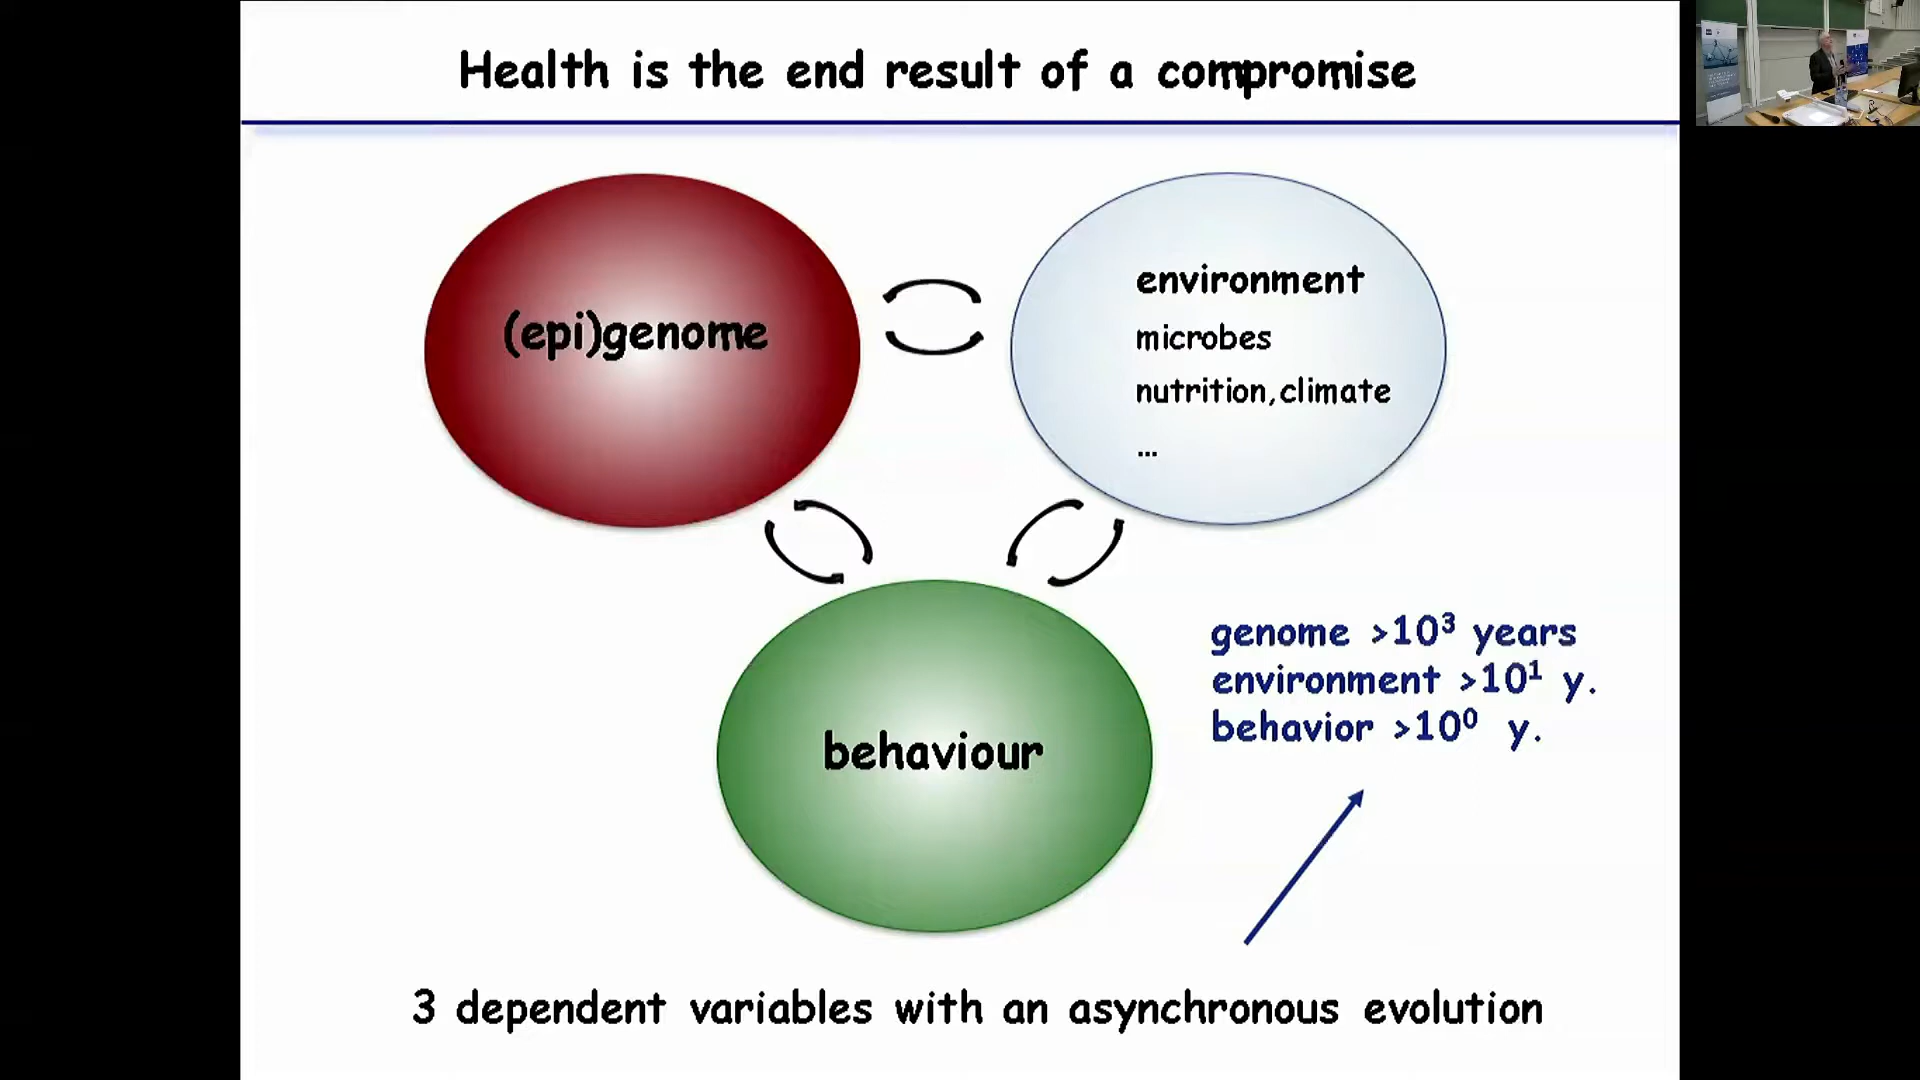 Health is the end result of a compromise
(epi)genome
environment
microbes
nutrition,climate
...
behaviour
genome >10³ years
environment >10¹ y.
behavior >10⁰ y.
3 dependent variables with an asynchronous evolution